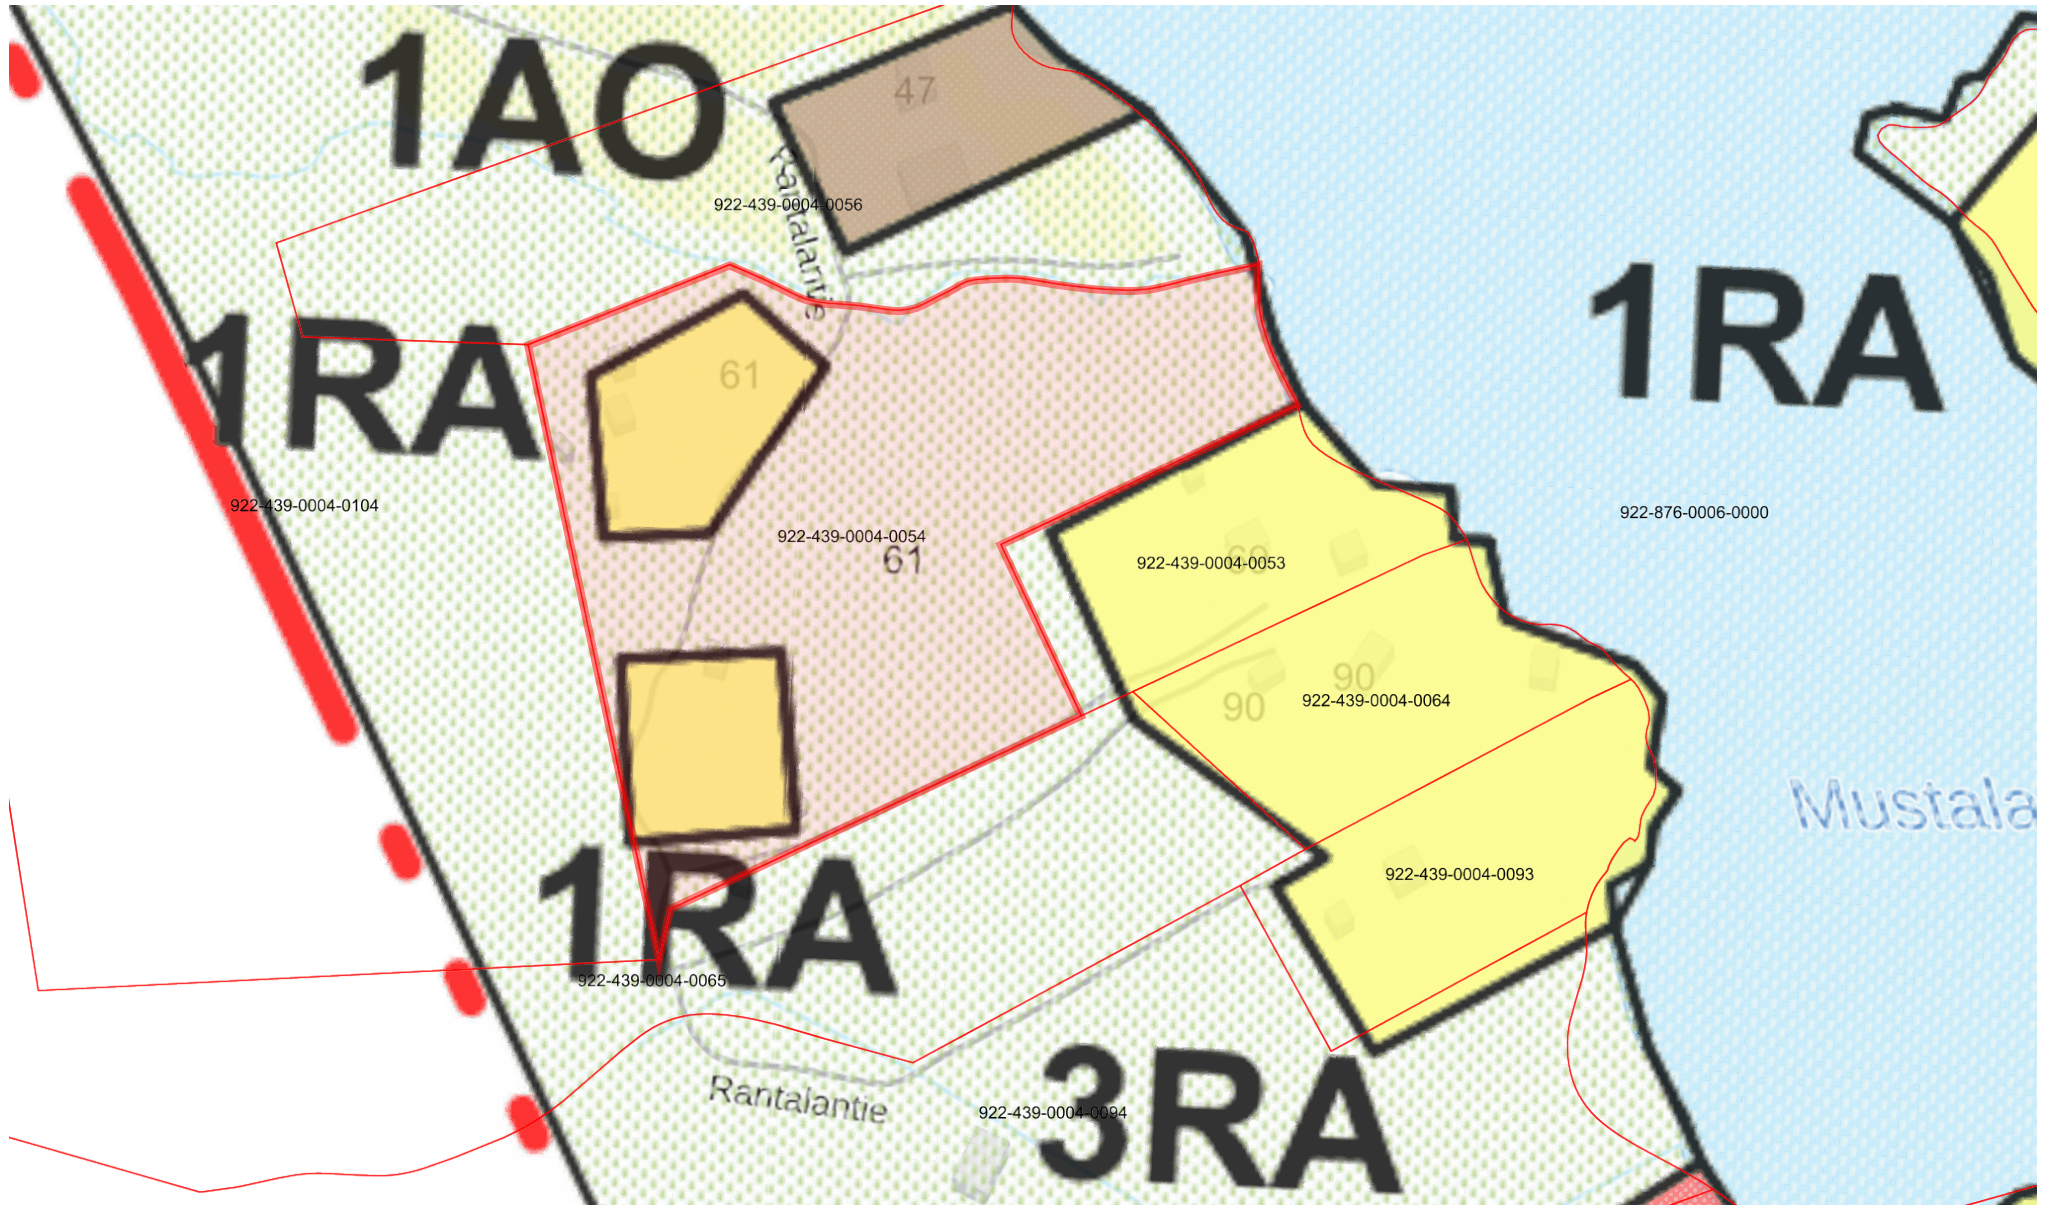 1AO
47
Rantalantie
922-439-0004-0056
1RA
1RA
61
922-439-0004-0104
922-439-0004-0054
61
922-876-0006-0000
69
922-439-0004-0053
90
922-439-0004-0064
90
Mustala
922-439-0004-0093
1RA
922-439-0004-0065
3RA
Rantalantie
922-439-0004-0094